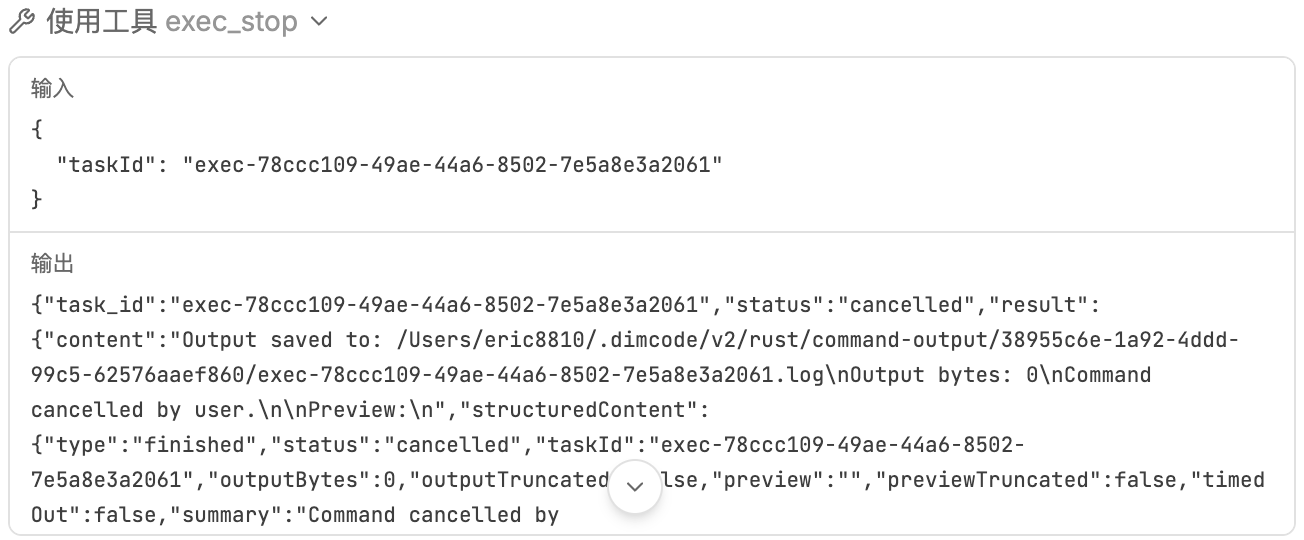 使用工具 exec_stop
输入
{
  "taskId": "exec-78ccc109-49ae-44a6-8502-7e5a8e3a2061"
}
输出
{"task_id":"exec-78ccc109-49ae-44a6-8502-7e5a8e3a2061","status":"cancelled","result":
{"content":"Output saved to: /Users/eric8810/.dimcode/v2/rust/command-output/38955c6e-1a92-4ddd-
99c5-62576aaef860/exec-78ccc109-49ae-44a6-8502-7e5a8e3a2061.log\nOutput bytes: 0\nCommand
cancelled by user.\n\nPreview:\n","structuredContent":
{"type":"finished","status":"cancelled","taskId":"exec-78ccc109-49ae-44a6-8502-
7e5a8e3a2061","outputBytes":0,"outputTruncated lse,"preview":"","previewTruncated":false,"timed
Out":false,"summary":"Command cancelled by